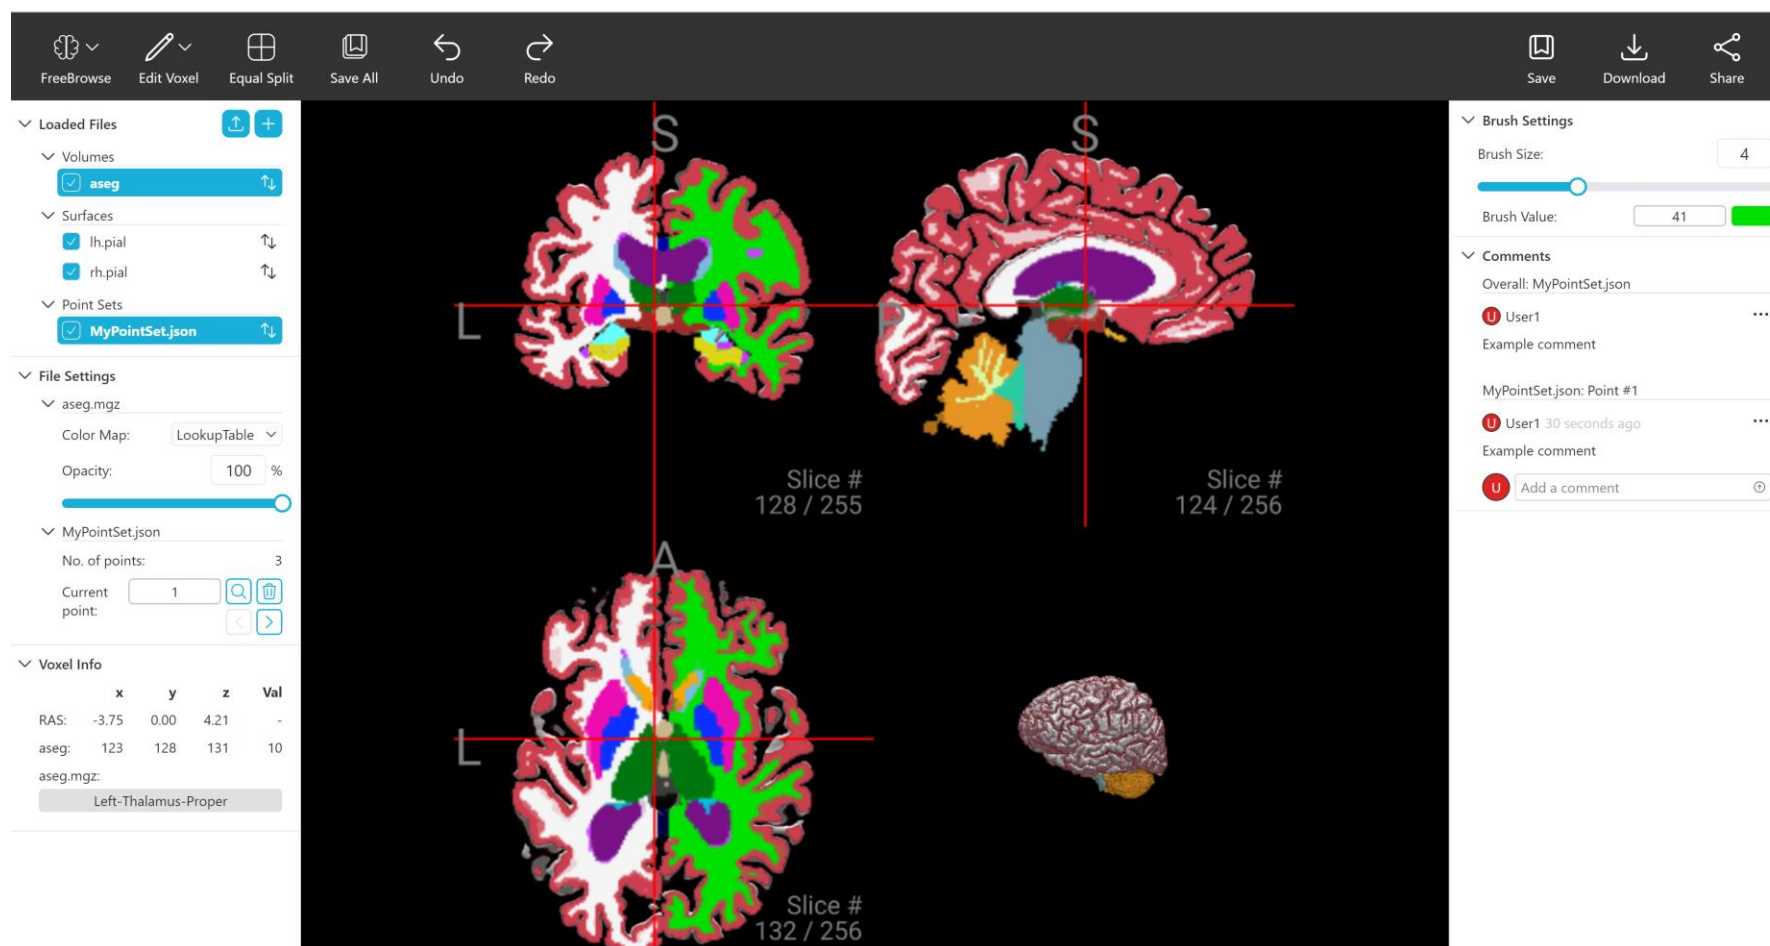 FreeBrowse Edit Voxel Equal Split Save All Undo Redo Save Download Share
Loaded Files
Volumes
aseg
Surfaces
lh.pial
rh.pial
Point Sets
MyPointSet.json
File Settings
aseg.mgz
Color Map: LookupTable
Opacity: 100 %
MyPointSet.json
No. of points: 3
Current point: 1
Voxel Info
x y z Val
RAS: -3.75 0.00 4.21 -
aseg: 123 128 131 10
aseg.mgz:
Left-Thalamus-Proper
S
L
Slice #
128 / 255
S
P
Slice #
124 / 256
A
L
Slice #
132 / 256
Brush Settings
Brush Size: 4
Brush Value: 41
Comments
Overall: MyPointSet.json
U User1
Example comment
MyPointSet.json: Point #1
U User1 30 seconds ago
Example comment
U Add a comment